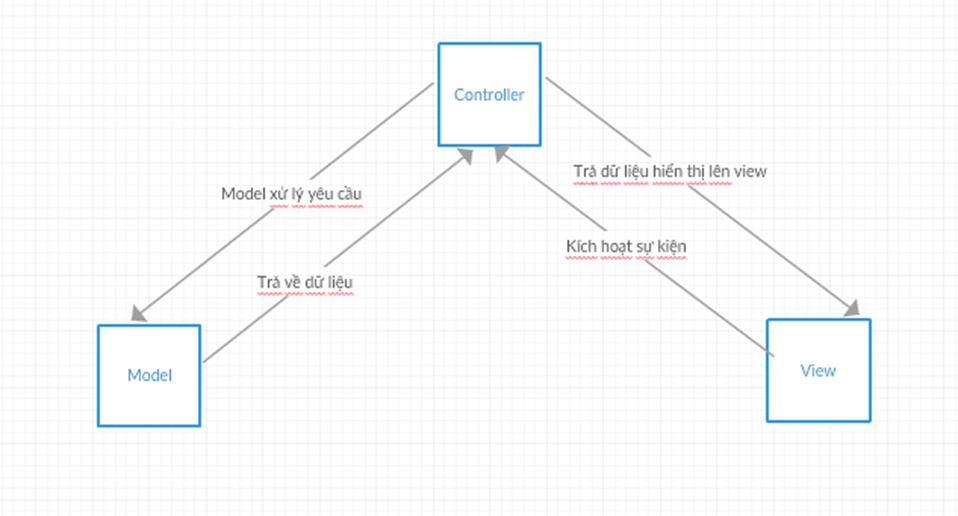 Controller
Trả dữ liệu hiển thị lên view
Model xử lý yêu cầu
Kích hoạt sự kiện
Trả về dữ liệu
Model
View